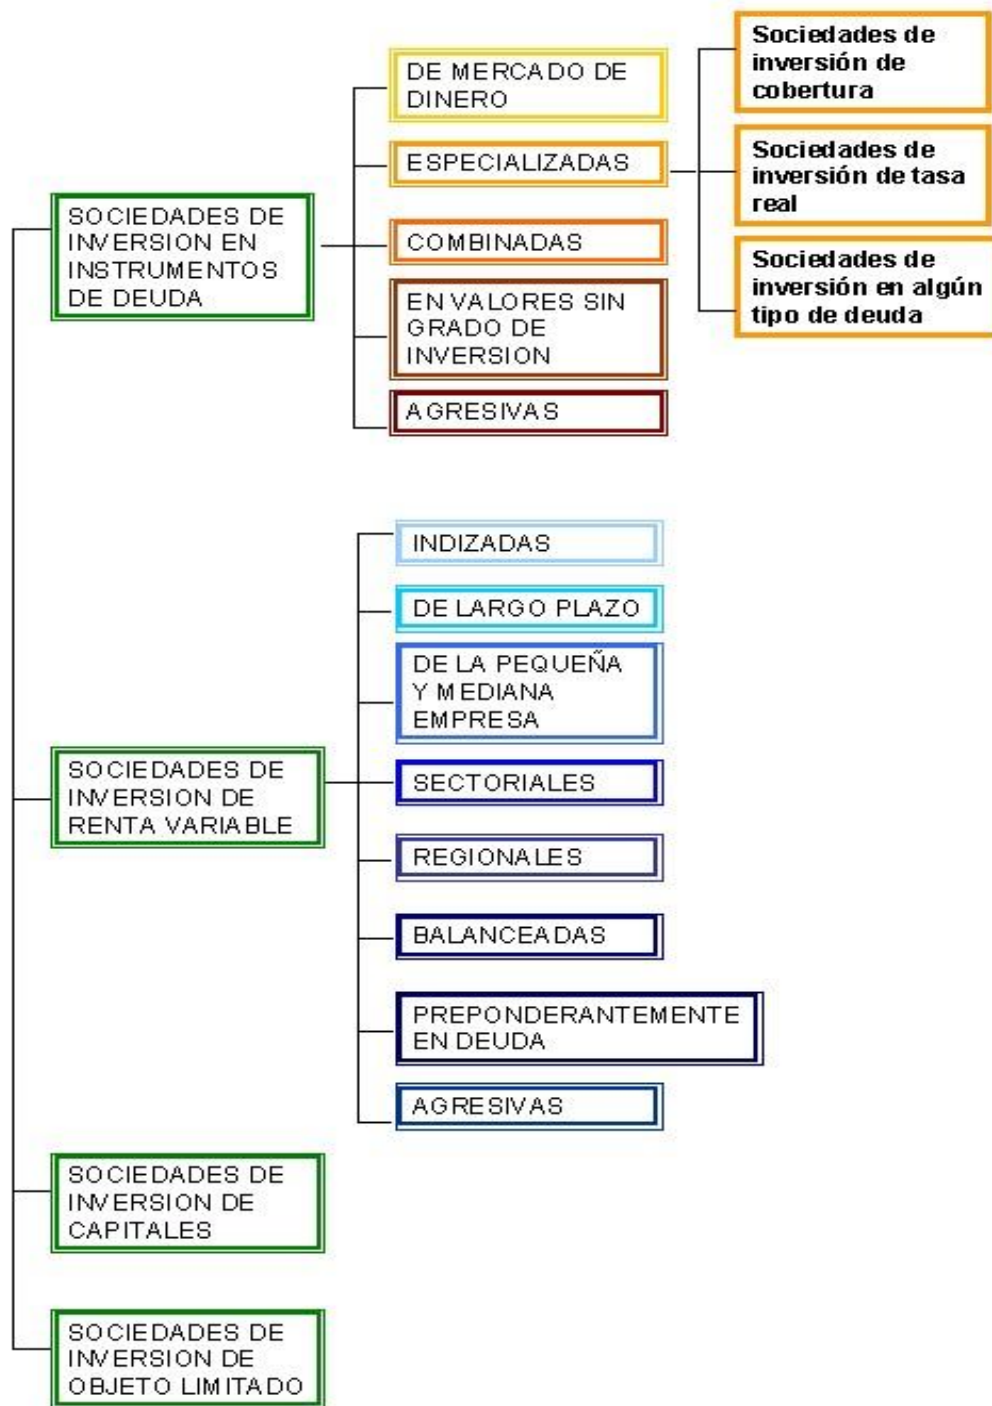 SOCIEDADES DE
INVERSION EN
INSTRUMENTOS
DE DEUDA
DE MERCADO DE
DINERO
ESPECIALIZADAS
COMBINADAS
EN VALORES SIN
GRADO DE
INVERSION
AGRESIVAS
Sociedades de
inversión de
cobertura
Sociedades de
inversión de tasa
real
Sociedades de
inversión en algún
tipo de deuda
SOCIEDADES DE
INVERSION DE
RENTA VARIABLE
INDIZADAS
DE LARGO PLAZO
DE LA PEQUEÑA
Y MEDIANA
EMPRESA
SECTORIALES
REGIONALES
BALANCEADAS
PREPONDERANTEMENTE
EN DEUDA
AGRESIVAS
SOCIEDADES DE
INVERSION DE
CAPITALES
SOCIEDADES DE
INVERSION DE
OBJETO LIMITADO